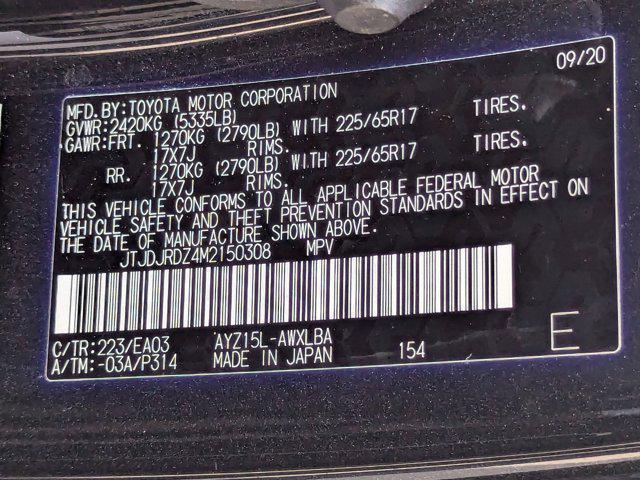 09/20
MFD.BY:TOYOTA MOTOR CORPORATION
GVWR:2420KG (5335LB)
GAWR:FRT. 1270KG (2790LB) WITH 225/65R17 TIRES.
17X7J RIMS.
RR. 1270KG (2790LB) WITH 225/65R17 TIRES.
17X7J RIMS.
THIS VEHICLE CONFORMS TO ALL APPLICABLE FEDERAL MOTOR
VEHICLE SAFETY AND THEFT PREVENTION STANDARDS IN EFFECT ON
THE DATE OF MANUFACTURE SHOWN ABOVE.
JTJDJRDZ4M2150308 MPV
C/TR:223/EA03 AYZ15L-AWXLBA
A/TM:-03A/P314 MADE IN JAPAN 154 E